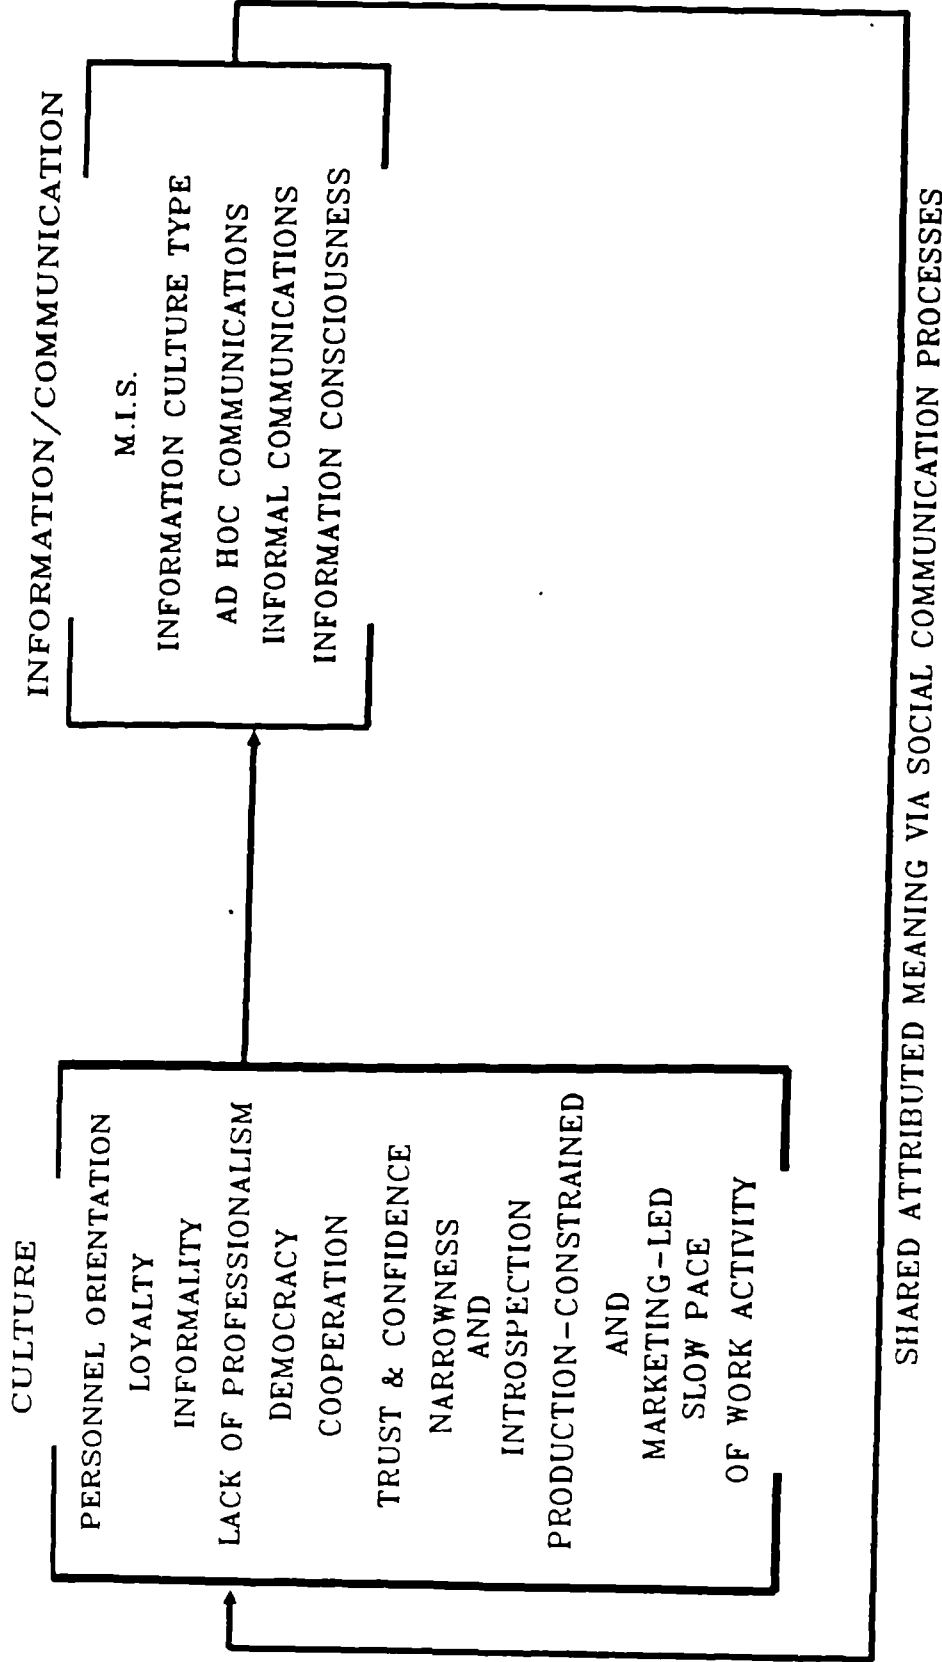 CULTURE
PERSONNEL ORIENTATION
LOYALTY
INFORMALITY
LACK OF PROFESSIONALISM
DEMOCRACY
COOPERATION
TRUST & CONFIDENCE
NARROWNESS
AND
INTROSPECTION
PRODUCTION-CONSTRAINED
AND
MARKETING-LED
SLOW PACE
OF WORK ACTIVITY
INFORMATION/COMMUNICATION
M.I.S.
INFORMATION CULTURE TYPE
AD HOC COMMUNICATIONS
INFORMAL COMMUNICATIONS
INFORMATION CONSCIOUSNESS
SHARED ATTRIBUTED MEANING VIA SOCIAL COMMUNICATION PROCESSES